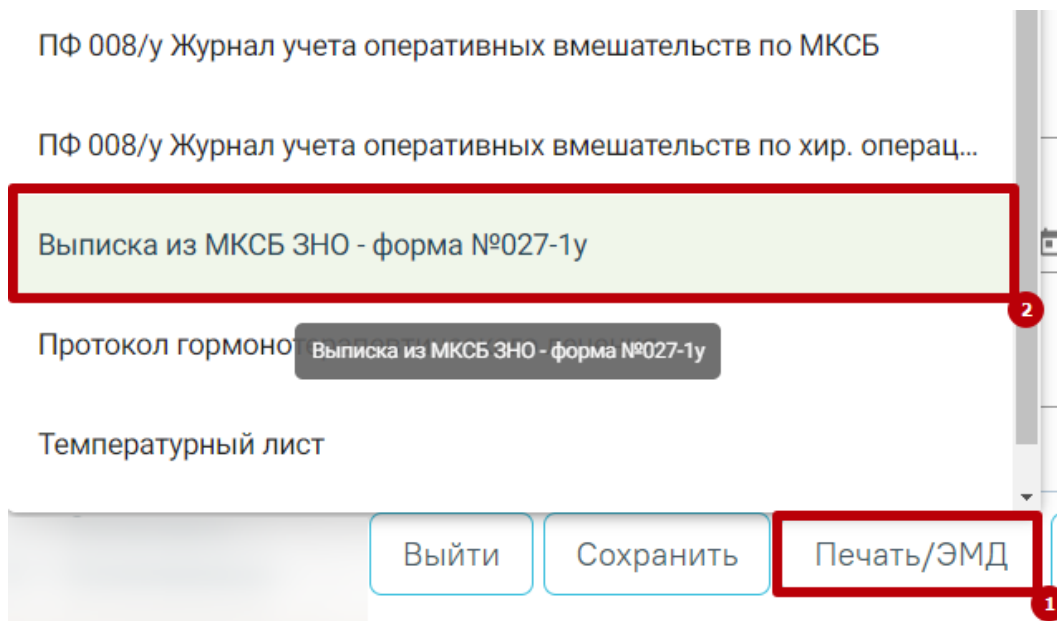 ПФ 008/у Журнал учета оперативных вмешательств по МКСБ
ПФ 008/у Журнал учета оперативных вмешательств по хир. операц...
Выписка из МКСБ ЗНО - форма №027-1у
2
Протокол
Выписка из МКСБ ЗНО - форма №027-1у
Температурный лист
Выйти Сохранить Печать/ЭМД
1